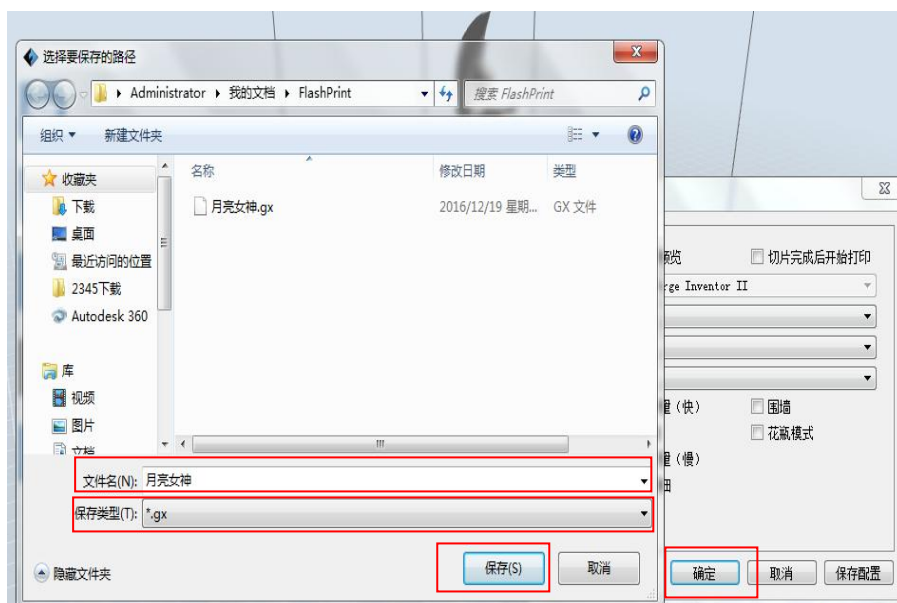 选择要保存的路径
Administrator 我的文档 FlashPrint
搜索 FlashPrint
组织 新建文件夹
名称 修改日期 类型
收藏夹
下载
桌面
最近访问的位置
2345下载
Autodesk 360
库
视频
图片
文档
月亮女神.gx 2016/12/19 星期... GX 文件
文件名(N): 月亮女神
保存类型(T): *.gx
隐藏文件夹
保存(S) 取消
切片完成后开始打印
rge Inventor II
(快) 围墙
花瓶模式
(慢)
确定 取消 保存配置